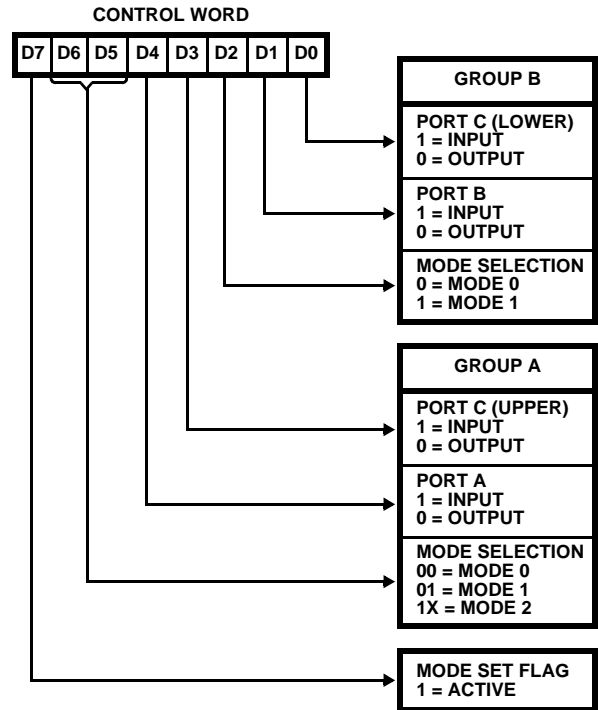 CONTROL WORD
D7 D6 D5 D4 D3 D2 D1 D0
GROUP B
PORT C (LOWER)
1 = INPUT
0 = OUTPUT
PORT B
1 = INPUT
0 = OUTPUT
MODE SELECTION
0 = MODE 0
1 = MODE 1
GROUP A
PORT C (UPPER)
1 = INPUT
0 = OUTPUT
PORT A
1 = INPUT
0 = OUTPUT
MODE SELECTION
00 = MODE 0
01 = MODE 1
1X = MODE 2
MODE SET FLAG
1 = ACTIVE